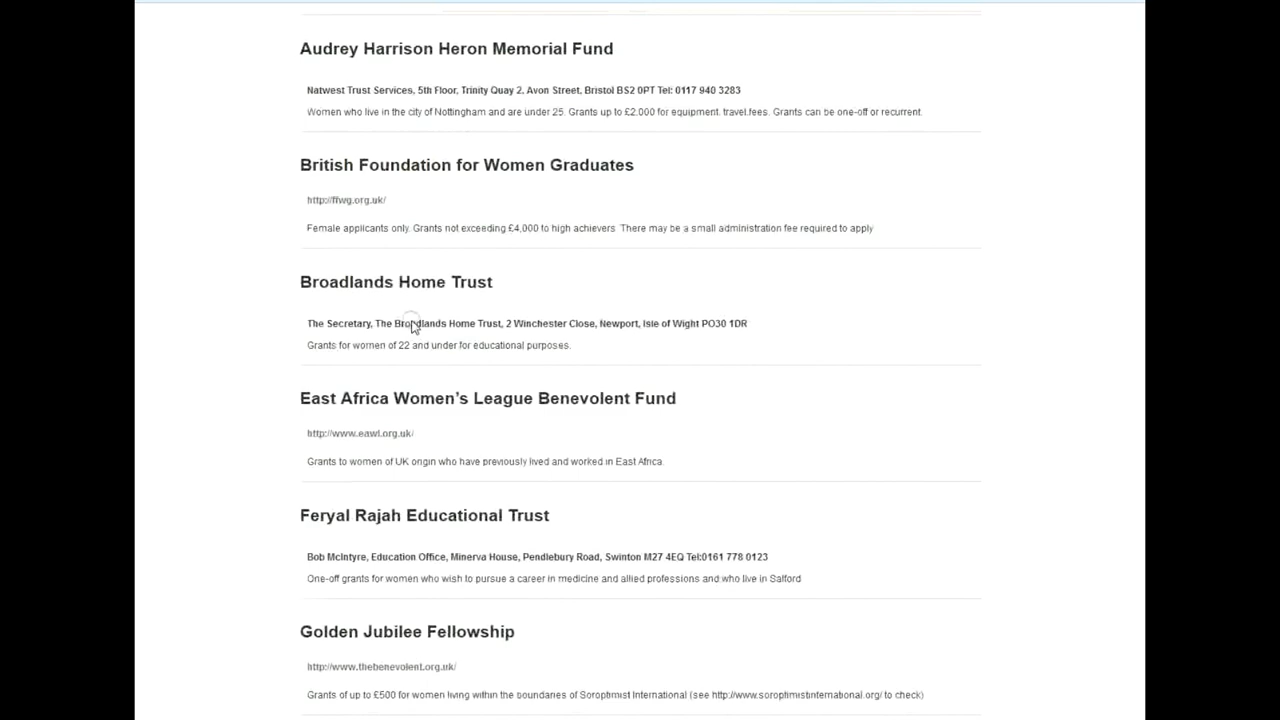 Audrey Harrison Heron Memorial Fund
Natwest Trust Services, 5th Floor, Trinity Quay 2, Avon Street, Bristol BS2 0PT Tel: 0117 940 3283
Women who live in the city of Nottingham and are under 25. Grants up to £2,000 for equipment, travel,fees. Grants can be one-off or recurrent.
British Foundation for Women Graduates
http://ffwg.org.uk/
Female applicants only. Grants not exceeding £4,000 to high achievers. There may be a small administration fee required to apply
Broadlands Home Trust
The Secretary, The Broadlands Home Trust, 2 Winchester Close, Newport, Isle of Wight PO30 1DR
Grants for women of 22 and under for educational purposes.
East Africa Women’s League Benevolent Fund
http://www.eawl.org.uk/
Grants to women of UK origin who have previously lived and worked in East Africa.
Feryal Rajah Educational Trust
Bob McIntyre, Education Office, Minerva House, Pendlebury Road, Swinton M27 4EQ Tel:0161 778 0123
One-off grants for women who wish to pursue a career in medicine and allied professions and who live in Salford
Golden Jubilee Fellowship
http://www.thebenevolent.org.uk/
Grants of up to £500 for women living within the boundaries of Soroptimist International (see http://www.soroptimistinternational.org/ to check)